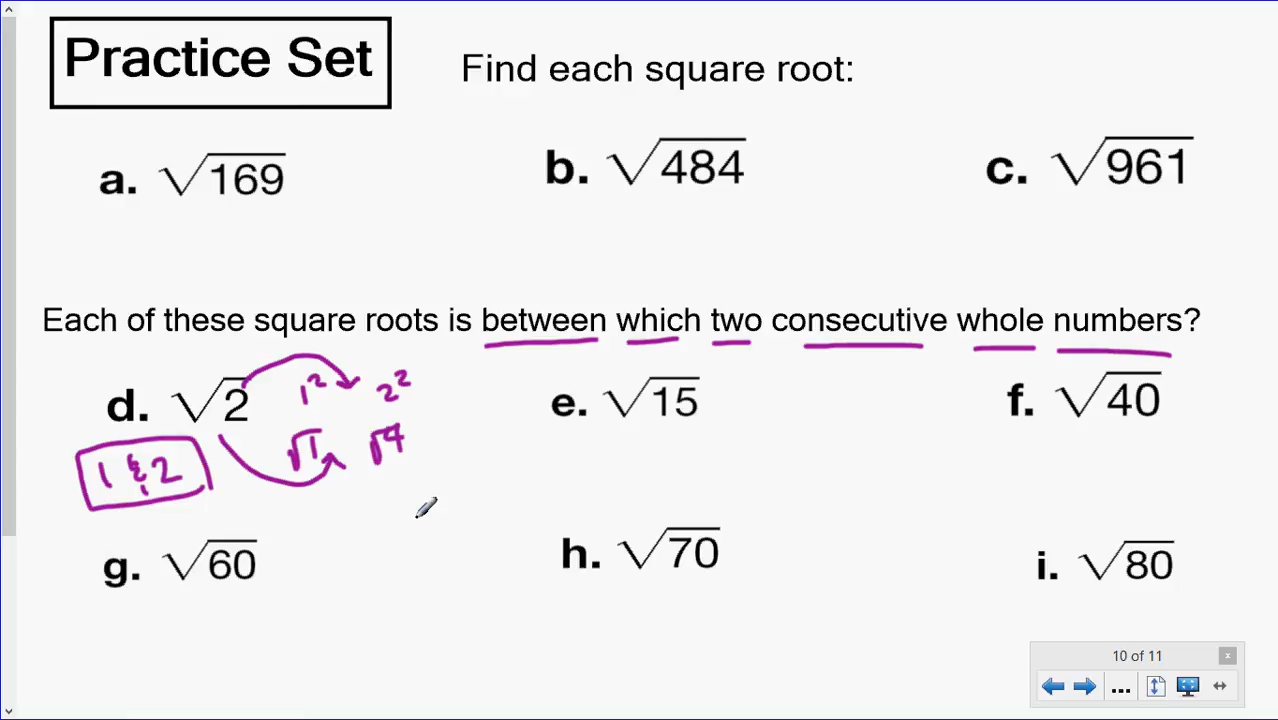 Practice Set
Find each square root:
a. √169
b. √484
c. √961
Each of these square roots is between which two consecutive whole numbers?
d. √2
1² 2²
√1 √4
1 & 2
e. √15
f. √40
g. √60
h. √70
i. √80
10 of 11